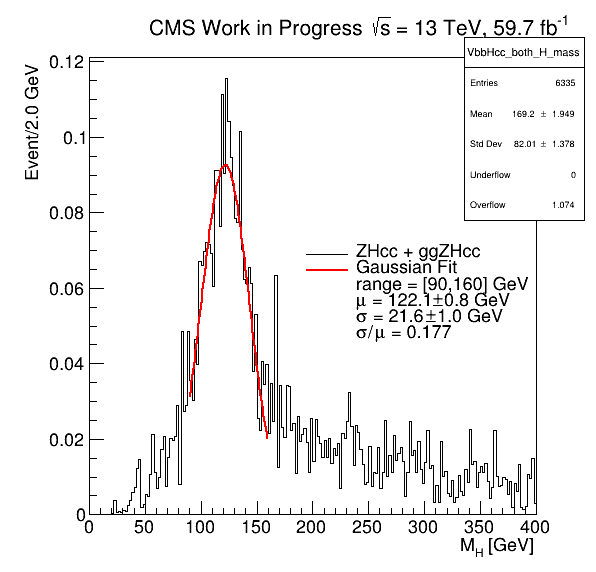 CMS Work in Progress √s = 13 TeV, 59.7 fb⁻¹
VbbHcc_both_H_mass
Entries 6335
Mean 169.2 ± 1.949
Std Dev 82.01 ± 1.378
Underflow 0
Overflow 1.074
Event/2.0 GeV
0.12
0.1
0.08
0.06
0.04
0.02
0
ZHcc + ggZHcc
Gaussian Fit
range = [90,160] GeV
μ = 122.1±0.8 GeV
σ = 21.6±1.0 GeV
σ/μ = 0.177
0 50 100 150 200 250 300 350 400
M_H [GeV]